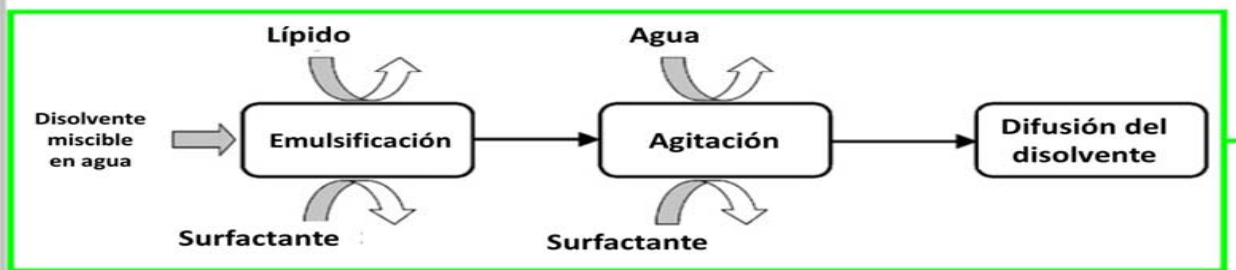 Lípido
Agua
Disolvente
miscible
en agua
Emulsificación
Agitación
Difusión del
disolvente
Surfactante
Surfactante